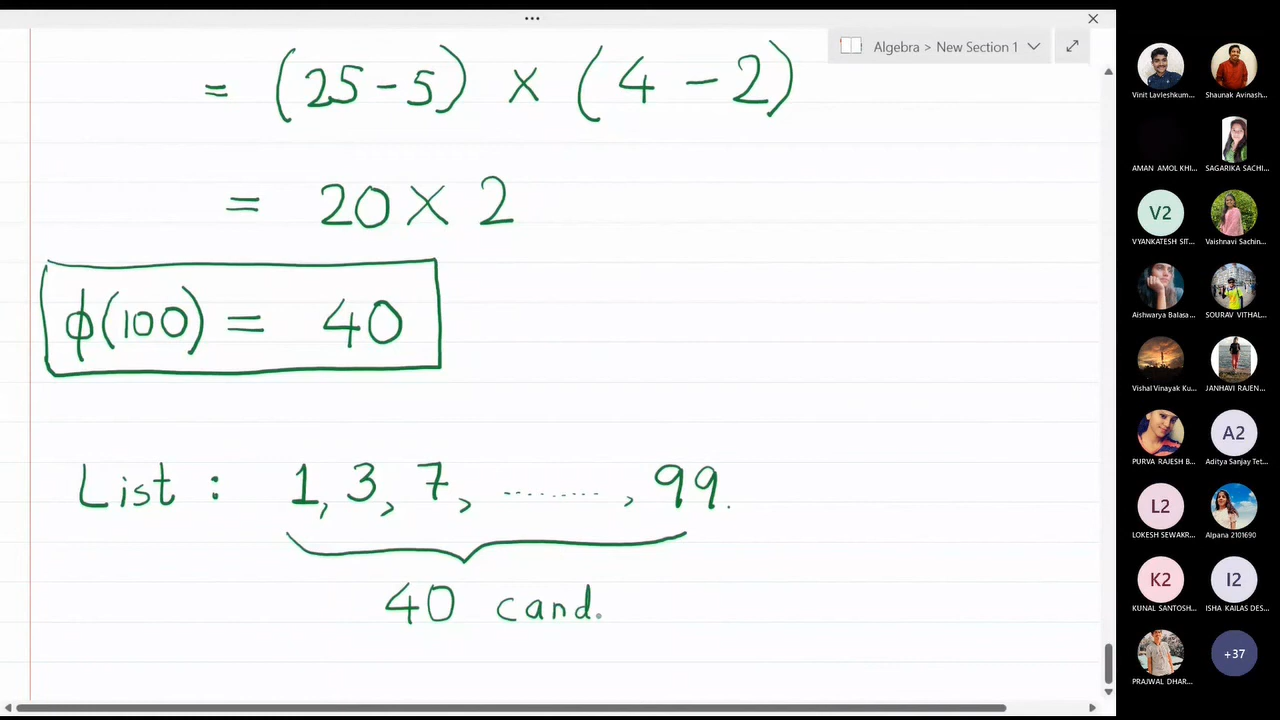 Algebra > New Section 1
= (25 - 5) × (4 - 2)
= 20 × 2
ϕ(100) = 40
List : 1, 3, 7, ........., 99.
40 cand.
Vinit Lavleshkum...
Shaunak Avinash...
AMAN AMOL KHI...
SAGARIKA SACHI...
V2
VYANKATESH SIT...
Vaishnavi Sachin...
Aishwarya Balasa...
SOURAV VITHAL...
Vishal Vinayak Ku...
JANHAVI RAJEN...
PURVA RAJESH B...
A2
Aditya Sanjay Tet...
L2
LOKESH SEWAKR...
Alpana 2101690
K2
KUNAL SANTOSH...
I2
ISHA KAILAS DES...
PRAJWAL DHAR...
+37